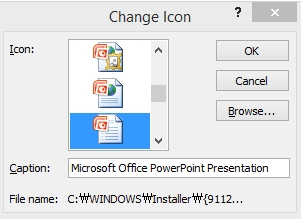 Change Icon
?
Icon:
OK
Cancel
Browse...
Caption:
Microsoft Office PowerPoint Presentation
File name:
C:₩WINDOWS₩Installer₩{9112...